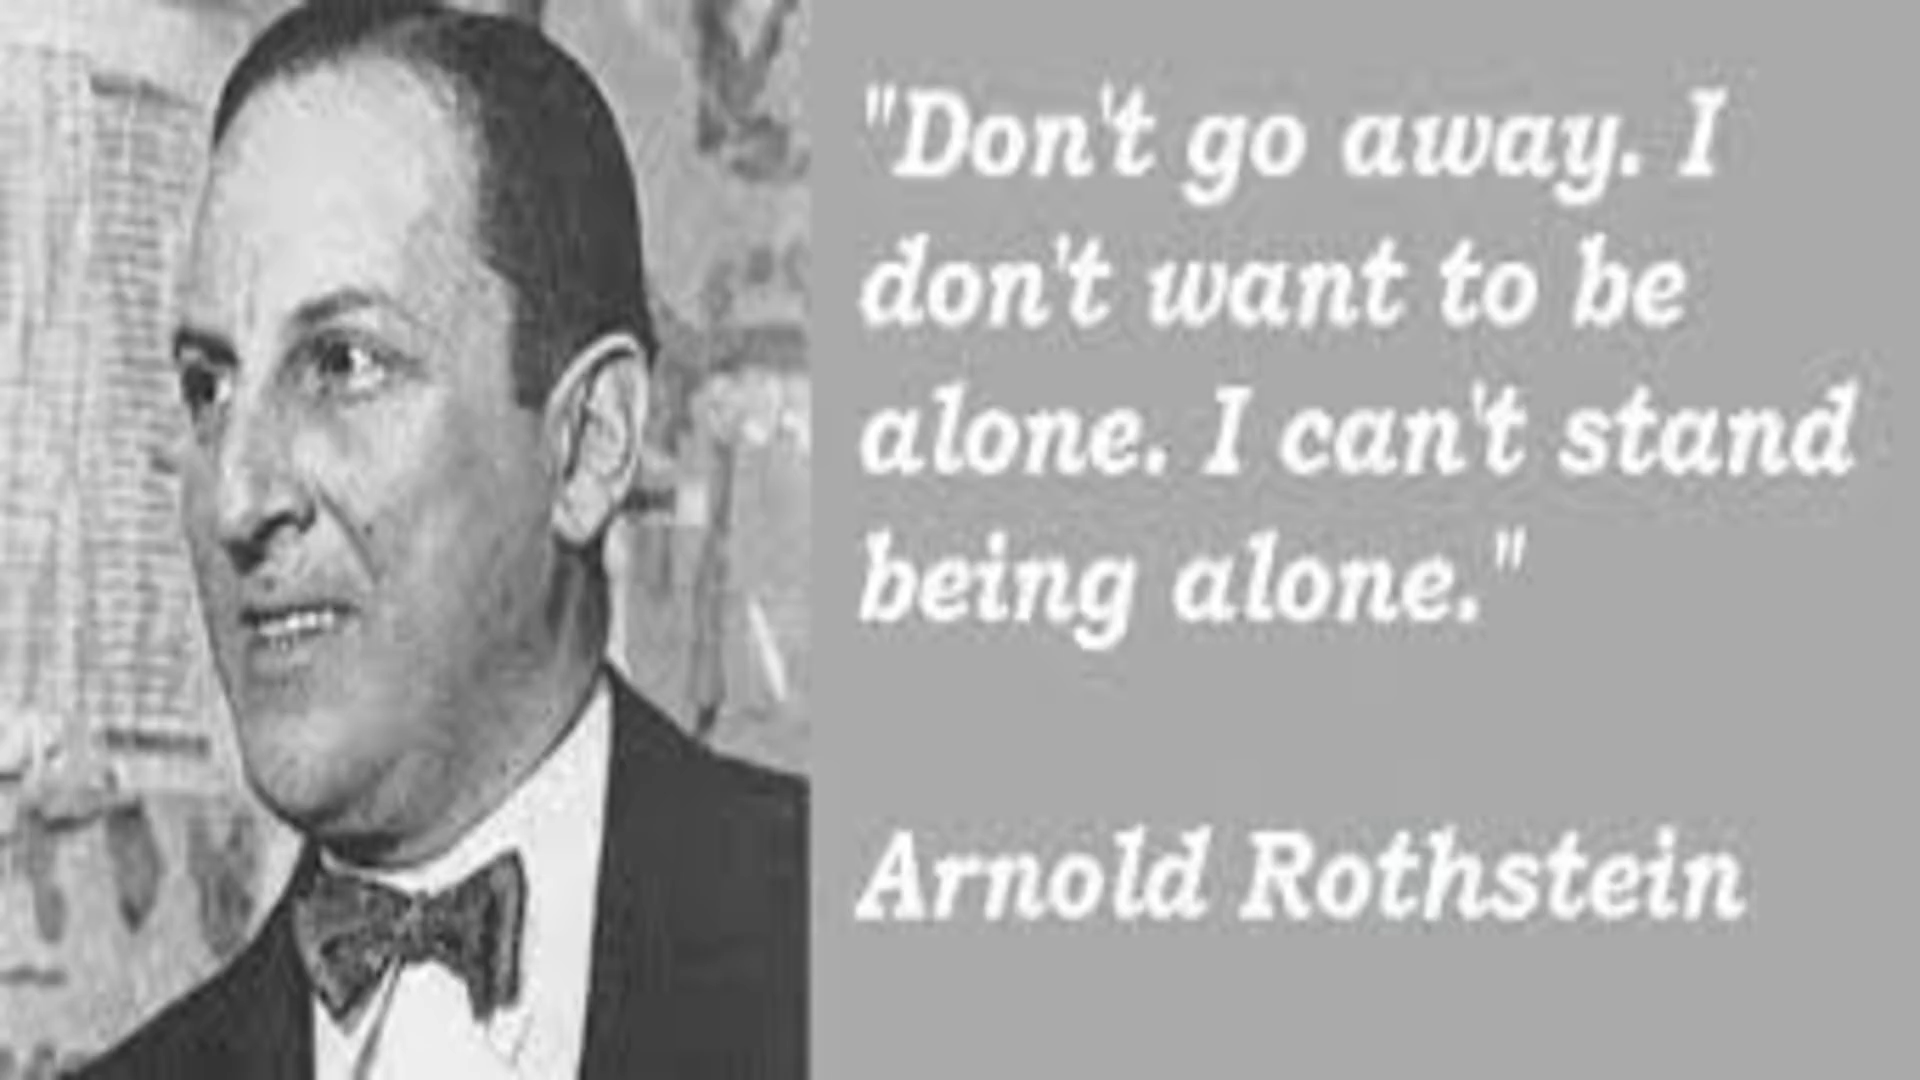 "Don't go away. I
don't want to be
alone. I can't stand
being alone."
Arnold Rothstein